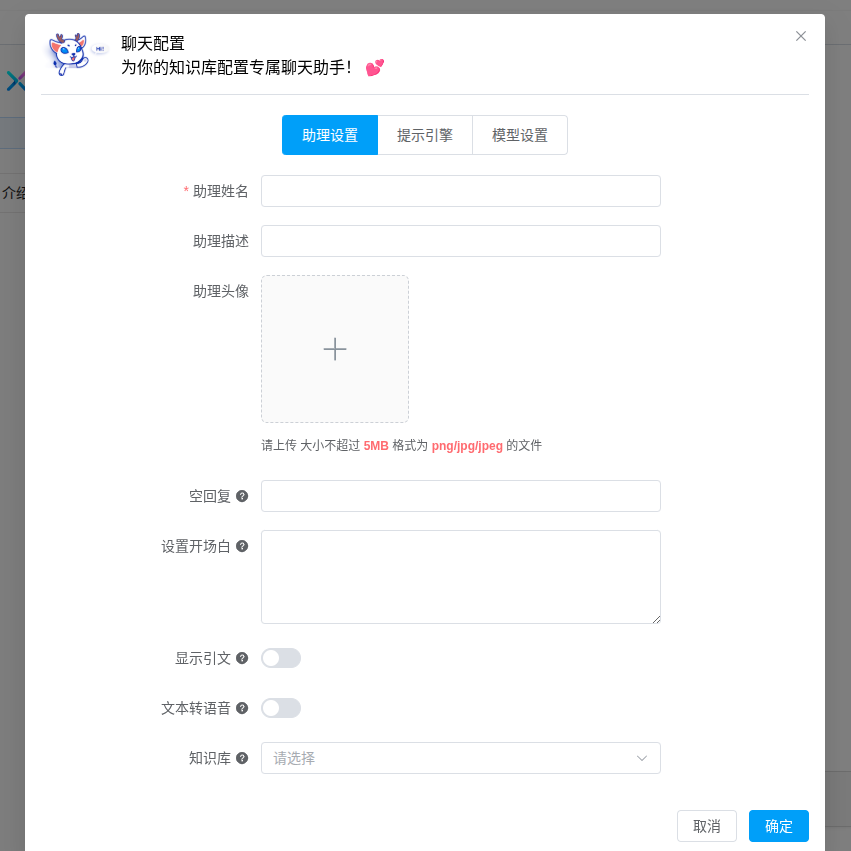 Hi!
聊天配置
为你的知识库配置专属聊天助手！ 💕
介绍
助理设置 提示引擎 模型设置
* 助理姓名
助理描述
助理头像
请上传 大小不超过 5MB 格式为 png/jpg/jpeg 的文件
空回复 ?
设置开场白 ?
显示引文 ?
文本转语音 ?
知识库 ? 请选择
取消 确定